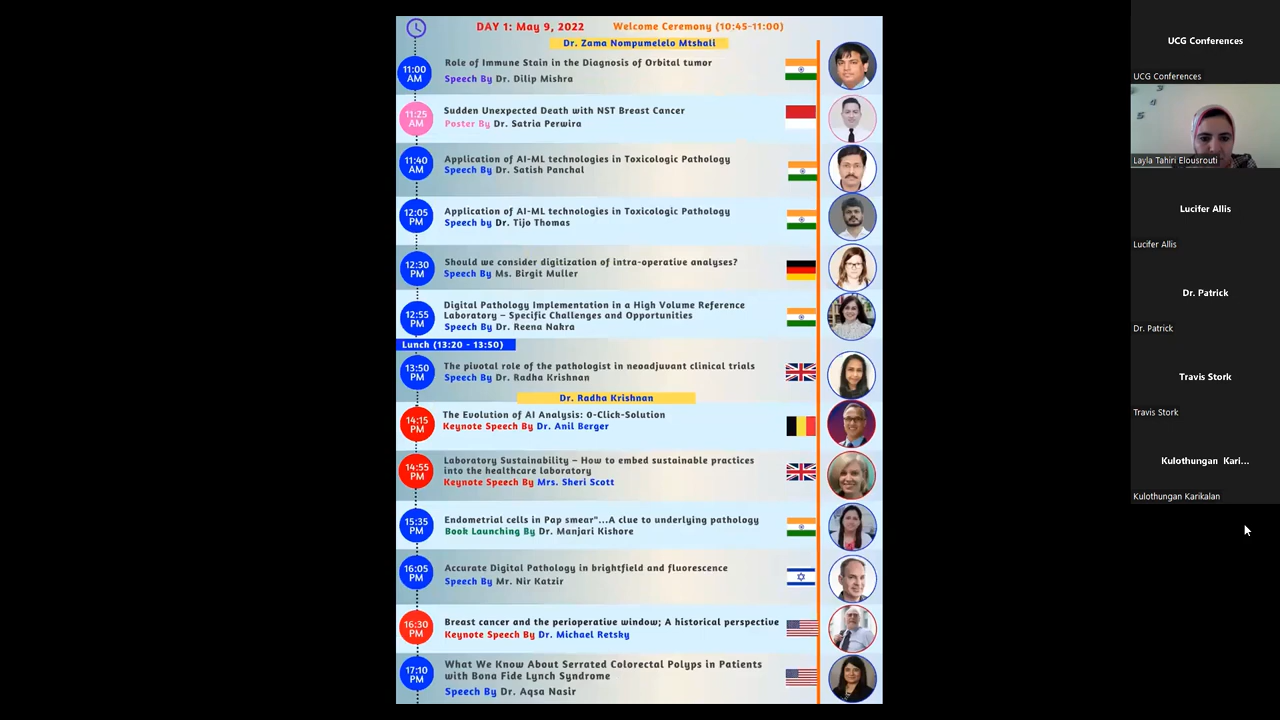 DAY 1: May 9, 2022
Welcome Ceremony (10:45-11:00)
Dr. Zama Nompumelelo Mtshali
11:00
AM
Role of Immune Stain in the Diagnosis of Orbital tumor
Speech By Dr. Dilip Mishra
11:25
AM
Sudden Unexpected Death with NST Breast Cancer
Poster By Dr. Satria Perwira
11:40
AM
Application of AI-ML technologies in Toxicologic Pathology
Speech By Dr. Satish Panchal
12:05
PM
Application of AI-ML technologies in Toxicologic Pathology
Speech by Dr. Tijo Thomas
12:30
PM
Should we consider digitization of intra-operative analyses?
Speech By Ms. Birgit Muller
12:55
PM
Digital Pathology Implementation in a High Volume Reference
Laboratory – Specific Challenges and Opportunities
Speech By Dr. Reena Nakra
Lunch (13:20 - 13:50)
13:50
PM
The pivotal role of the pathologist in neoadjuvant clinical trials
Speech By Dr. Radha Krishnan
Dr. Radha Krishnan
14:15
PM
The Evolution of AI Analysis: 0-Click-Solution
Keynote Speech By Dr. Anil Berger
14:55
PM
Laboratory Sustainability – How to embed sustainable practices
into the healthcare laboratory
Keynote Speech By Mrs. Sheri Scott
15:35
PM
Endometrial cells in Pap smear"...A clue to underlying pathology
Book Launching By Dr. Manjari Kishore
16:05
PM
Accurate Digital Pathology in brightfield and fluorescence
Speech By Mr. Nir Katzir
16:30
PM
Breast cancer and the perioperative window; A historical perspective
Keynote Speech By Dr. Michael Retsky
17:10
PM
What We Know About Serrated Colorectal Polyps in Patients
with Bona Fide Lynch Syndrome
Speech By Dr. Aqsa Nasir
UCG Conferences
UCG Conferences
Layla Tahiri Elousrouti
Lucifer Allis
Lucifer Allis
Dr. Patrick
Dr. Patrick
Travis Stork
Travis Stork
Kulothungan Kari...
Kulothungan Karikalan